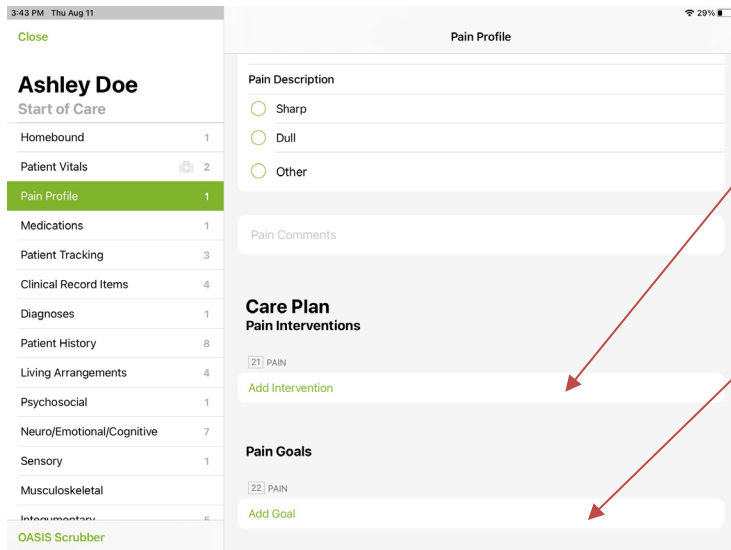 3:43 PM Thu Aug 11
29%
Close
Pain Profile
Ashley Doe
Start of Care
Homebound 1
Patient Vitals 2
Pain Profile 1
Medications 1
Patient Tracking 3
Clinical Record Items 4
Diagnoses 1
Patient History 8
Living Arrangements 4
Psychosocial 1
Neuro/Emotional/Cognitive 7
Sensory 1
Musculoskeletal
Integumentary 5
OASIS Scrubber
Pain Description
Sharp
Dull
Other
Pain Comments
Care Plan
Pain Interventions
21 PAIN
Add Intervention
Pain Goals
22 PAIN
Add Goal